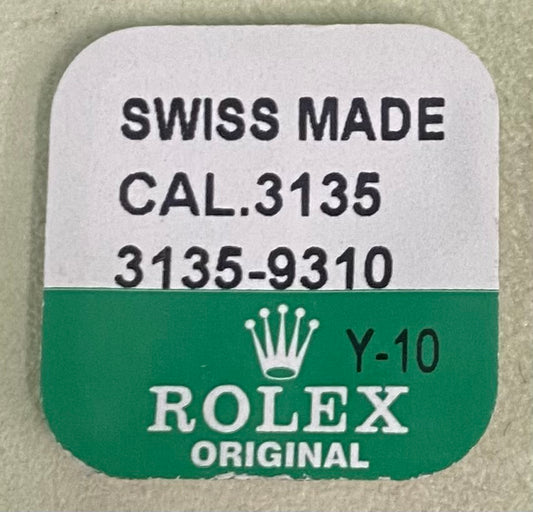 SWISS MADE
CAL.3135
3135-9310
Y-10
ROLEX
ORIGINAL